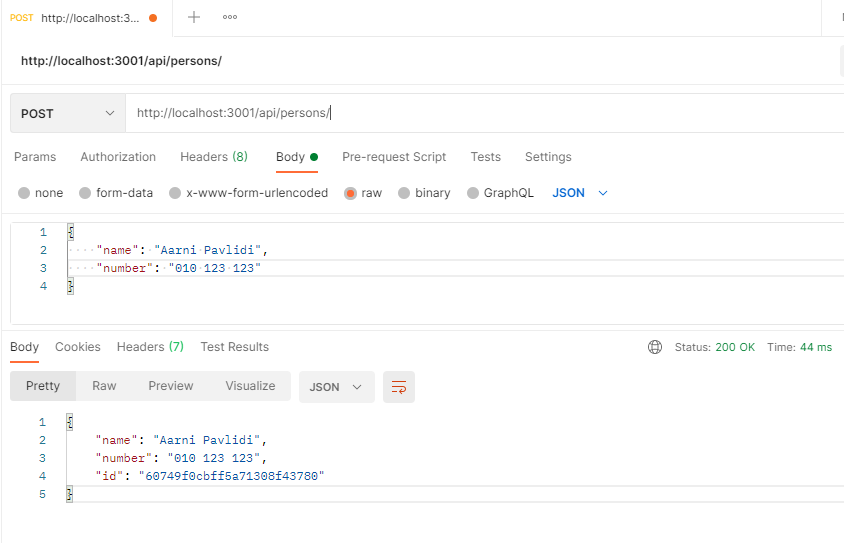 POST http://localhost:3...
http://localhost:3001/api/persons/
POST http://localhost:3001/api/persons/
Params Authorization Headers (8) Body Pre-request Script Tests Settings
none form-data x-www-form-urlencoded raw binary GraphQL JSON
1 {
2 "name": "Aarni Pavlidi",
3 "number": "010 123 123"
4 }
Body Cookies Headers (7) Test Results Status: 200 OK Time: 44 ms
Pretty Raw Preview Visualize JSON
1 {
2 "name": "Aarni Pavlidi",
3 "number": "010 123 123",
4 "id": "60749f0cbff5a71308f43780"
5 }